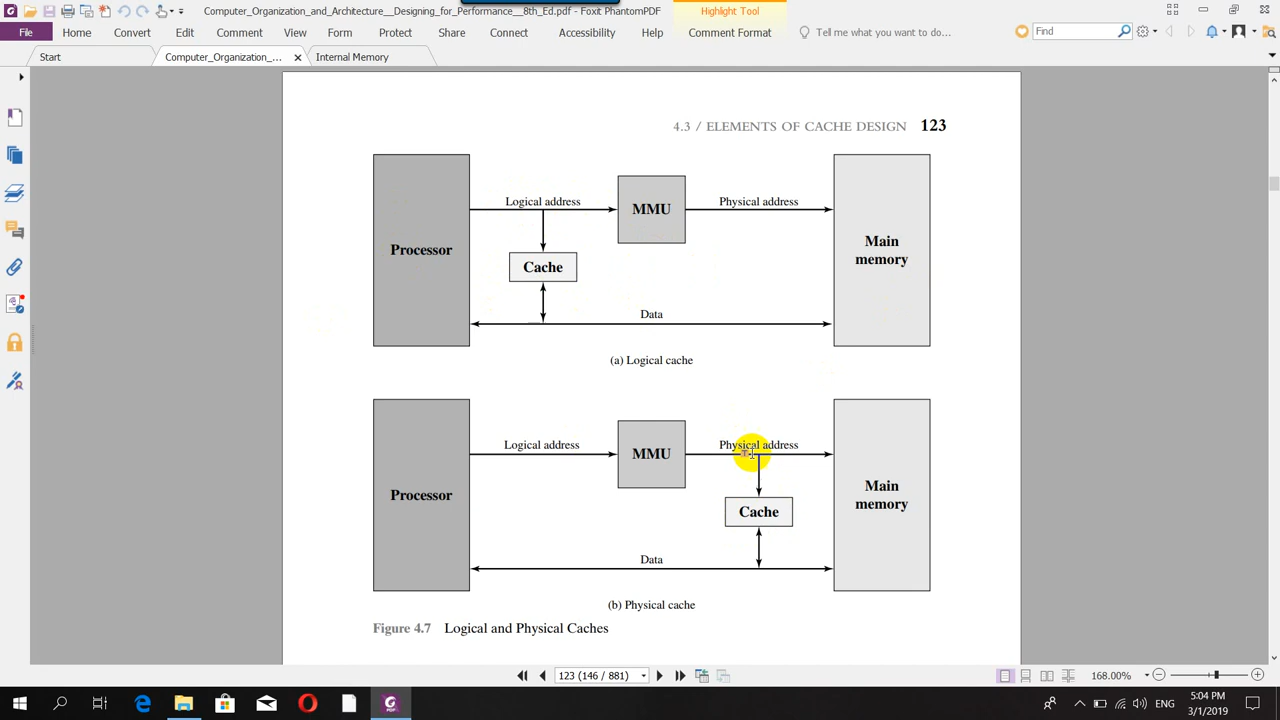 Computer_Organization_and_Architecture__Designing_for_Performance__8th_Ed.pdf - Foxit PhantomPDF
Highlight Tool
File
Home
Convert
Edit
Comment
View
Form
Protect
Share
Connect
Accessibility
Help
Comment Format
Tell me what you want to do...
Find
Start
Computer_Organization_...
Internal Memory
4.3 / ELEMENTS OF CACHE DESIGN 123
Processor
Logical address
MMU
Physical address
Main
memory
Cache
Data
(a) Logical cache
Processor
Logical address
MMU
Physical address
Main
memory
Cache
Data
(b) Physical cache
Figure 4.7 Logical and Physical Caches
123 (146 / 881)
168.00%
ENG
5:04 PM
3/1/2019